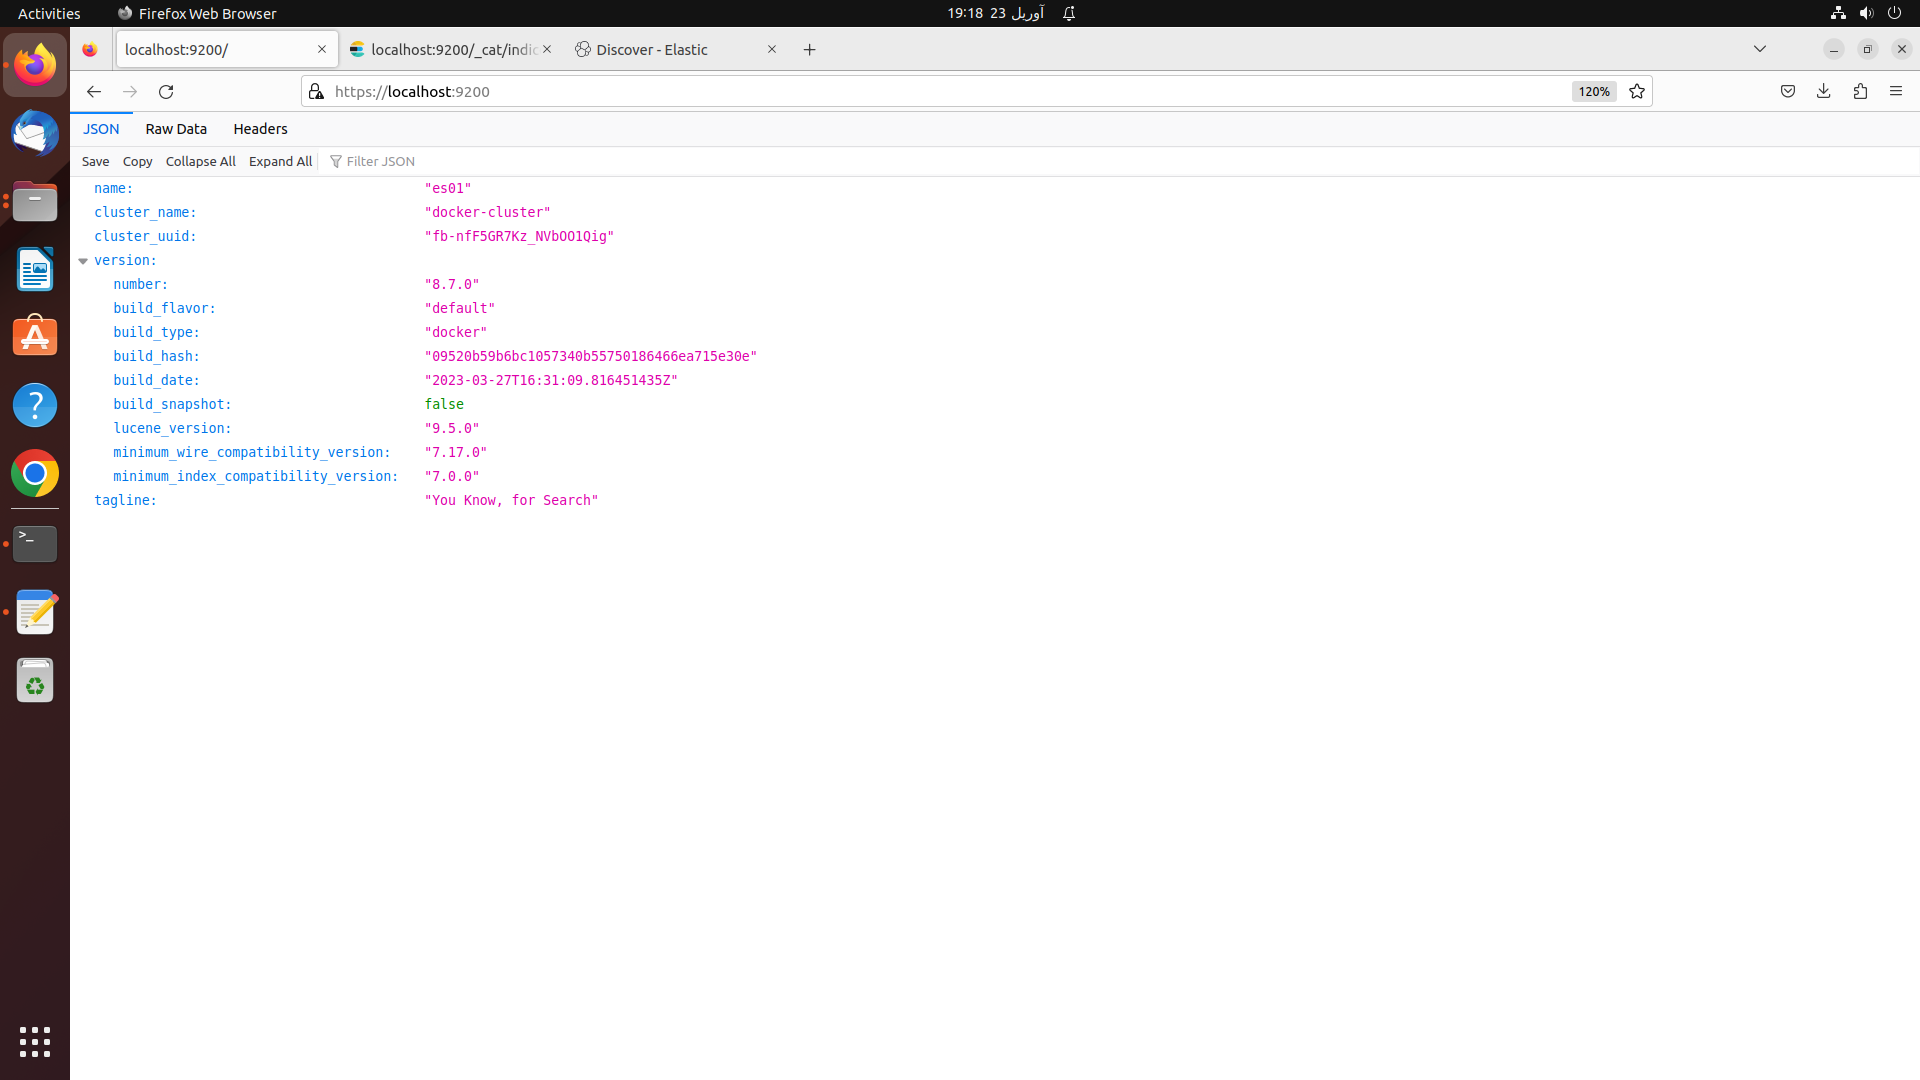 Activities
Firefox Web Browser
19:18 23 آوریل
localhost:9200/
localhost:9200/_cat/indic
Discover - Elastic
https://localhost:9200
120%
JSON
Raw Data
Headers
Save
Copy
Collapse All
Expand All
Filter JSON
name: "es01"
cluster_name: "docker-cluster"
cluster_uuid: "fb-nfF5GR7Kz_NVbOO1Qig"
version:
number: "8.7.0"
build_flavor: "default"
build_type: "docker"
build_hash: "09520b59b6bc1057340b55750186466ea715e30e"
build_date: "2023-03-27T16:31:09.816451435Z"
build_snapshot: false
lucene_version: "9.5.0"
minimum_wire_compatibility_version: "7.17.0"
minimum_index_compatibility_version: "7.0.0"
tagline: "You Know, for Search"